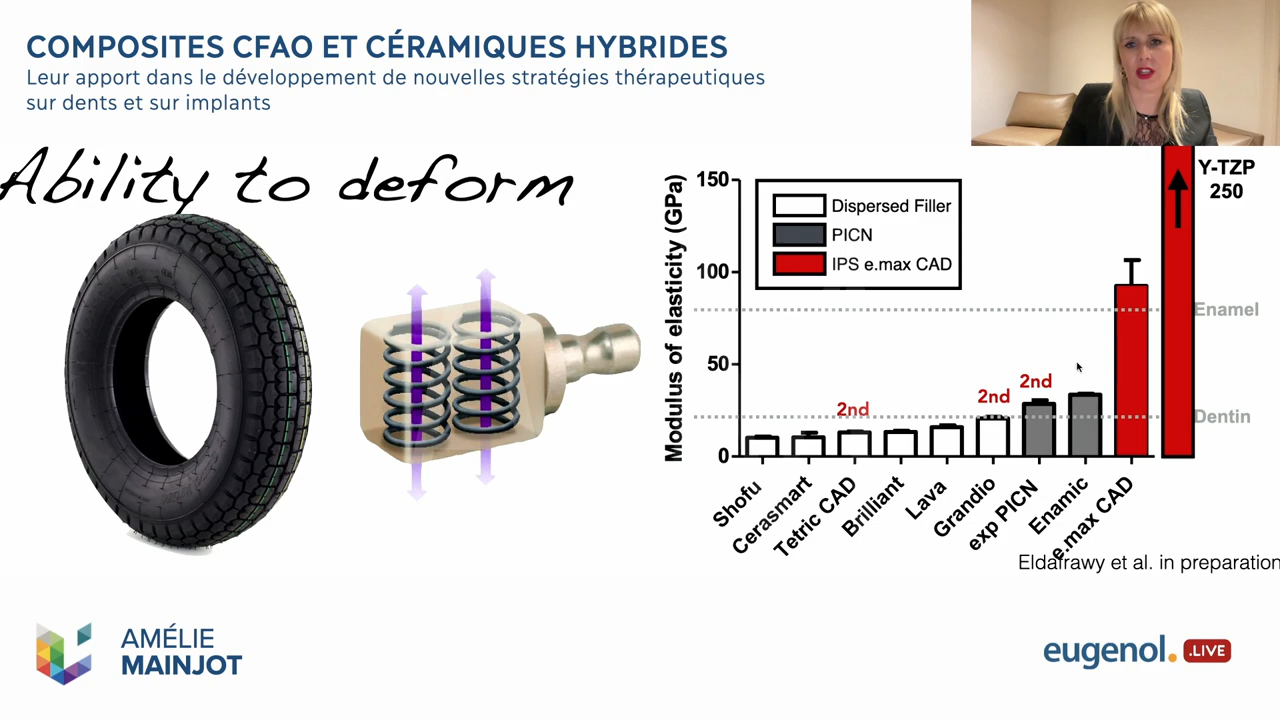 COMPOSITES CFAO ET CÉRAMIQUES HYBRIDES
Leur apport dans le développement de nouvelles stratégies thérapeutiques
sur dents et sur implants
Ability to deform
Modulus of elasticity (GPa)
150
100
50
0
Dispersed Filler
PICN
IPS e.max CAD
Y-TZP
250
Enamel
Dentin
2nd
2nd
2nd
Shofu
Cerasmart
Tetric CAD
Brilliant
Lava
Grandio
exp PICN
Enamic
e.max CAD
Eldafrawy et al. in preparation
AMÉLIE
MAINJOT
eugenol. .LIVE